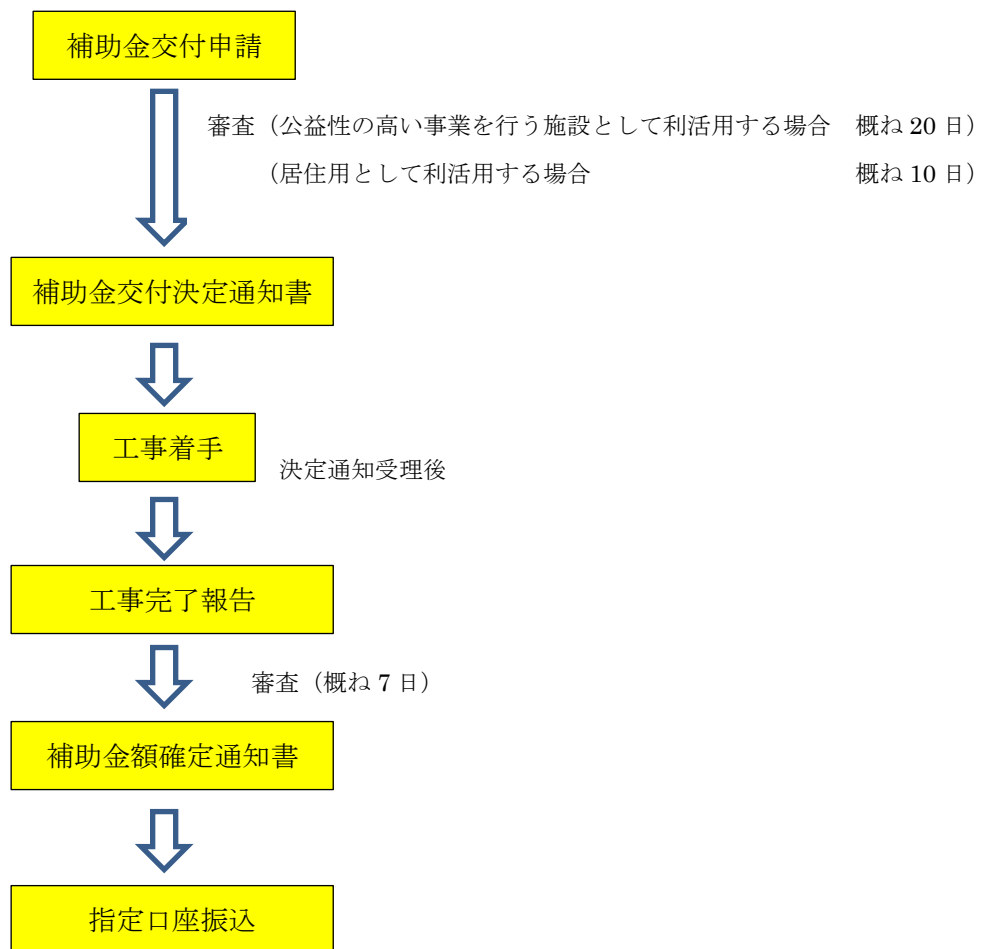 補助金交付申請
審査（公益性の高い事業を行う施設として利活用する場合　概ね 20 日）
（居住用として利活用する場合　概ね 10 日）
補助金交付決定通知書
工事着手
決定通知受理後
工事完了報告
審査（概ね 7 日）
補助金額確定通知書
指定口座振込